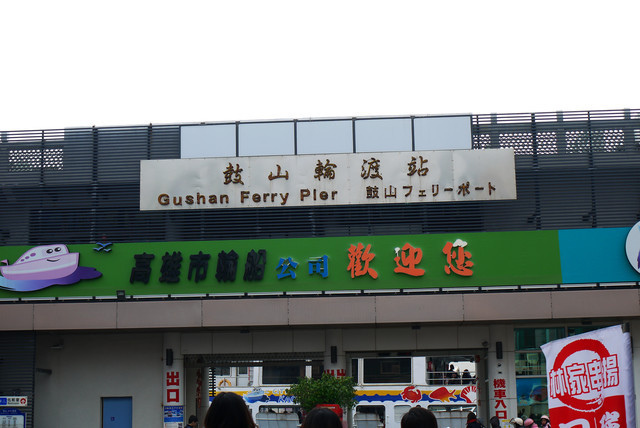 鼓山輪渡站
Gushan Ferry Pier 鼓山フェリーポート
高雄市輪船公司歡迎您
出口
機車入口
林家串場